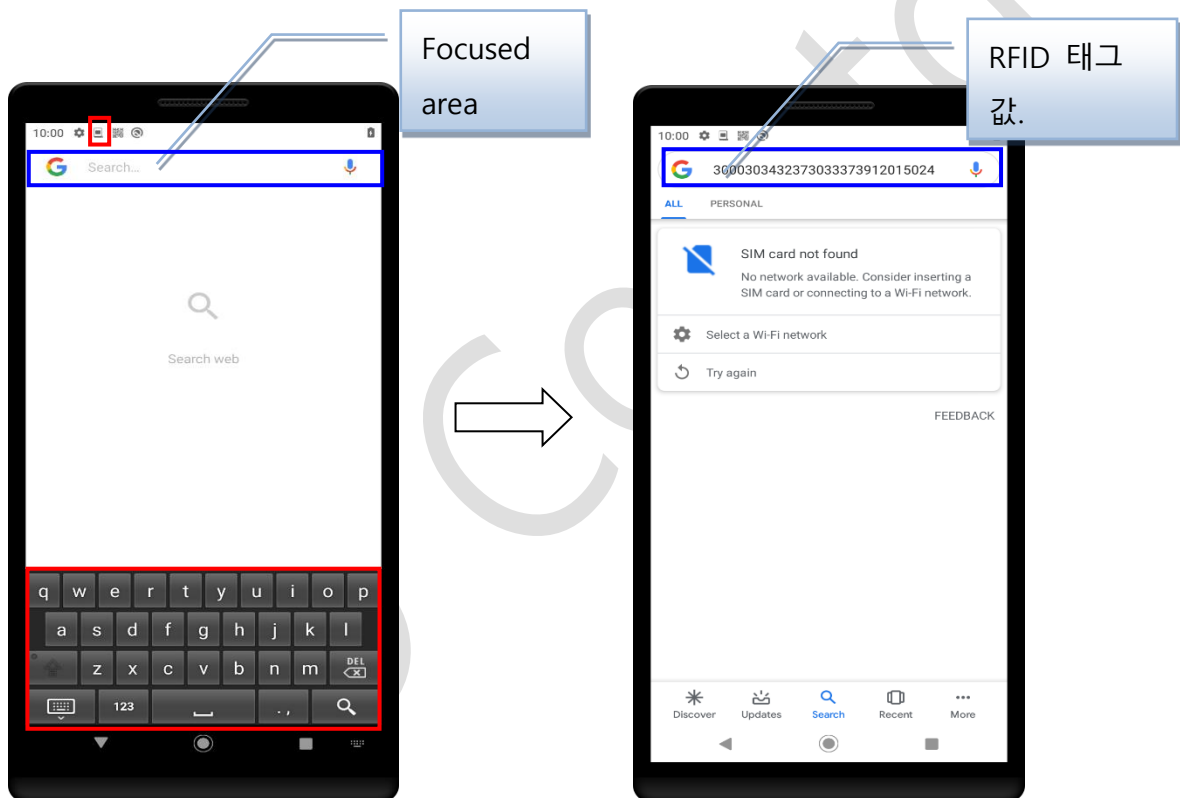 Focused
area
10:00
Search...
Search web
q w e r t y u i o p
a s d f g h j k l
z x c v b n m DEL
123 . ,
RFID 태그
값.
10:00
3000303432373033373912015024
ALL PERSONAL
SIM card not found
No network available. Consider inserting a
SIM card or connecting to a Wi-Fi network.
Select a Wi-Fi network
Try again
FEEDBACK
Discover Updates Search Recent More